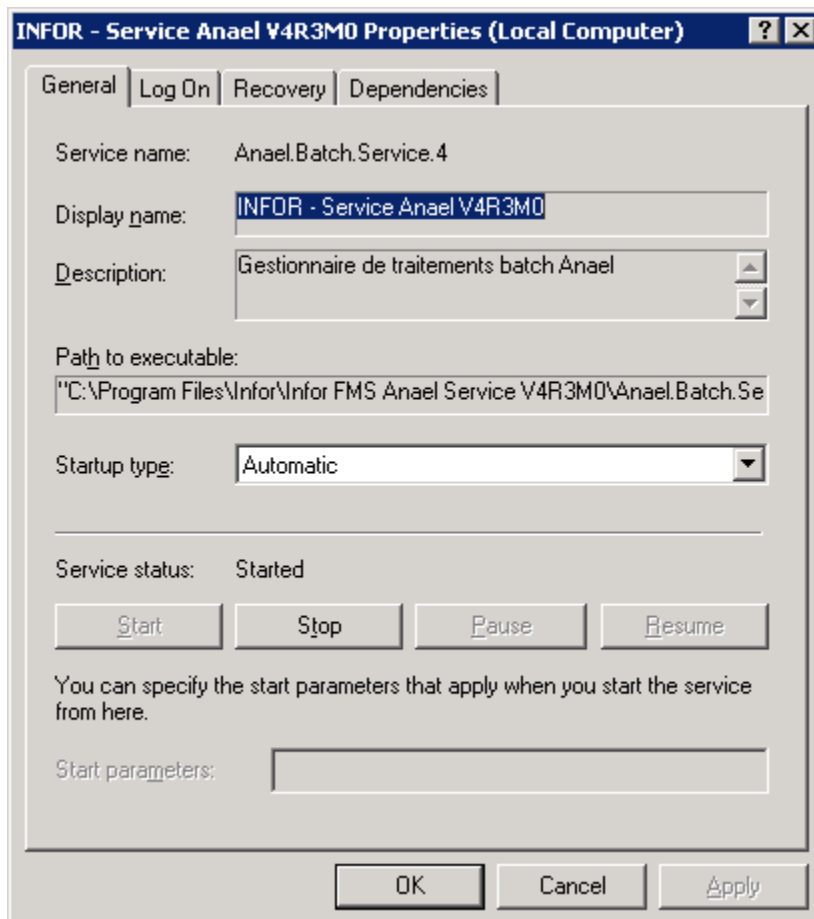 INFOR - Service Anael V4R3M0 Properties (Local Computer)
General Log On Recovery Dependencies
Service name: Anael.Batch.Service.4
Display name: INFOR - Service Anael V4R3M0
Description: Gestionnaire de traitements batch Anael
Path to executable:
"C:\Program Files\Infor\Infor FMS Anael Service V4R3M0\Anael.Batch.Se
Startup type: Automatic
Service status: Started
Start Stop Pause Resume
You can specify the start parameters that apply when you start the service
from here.
Start parameters:
OK Cancel Apply